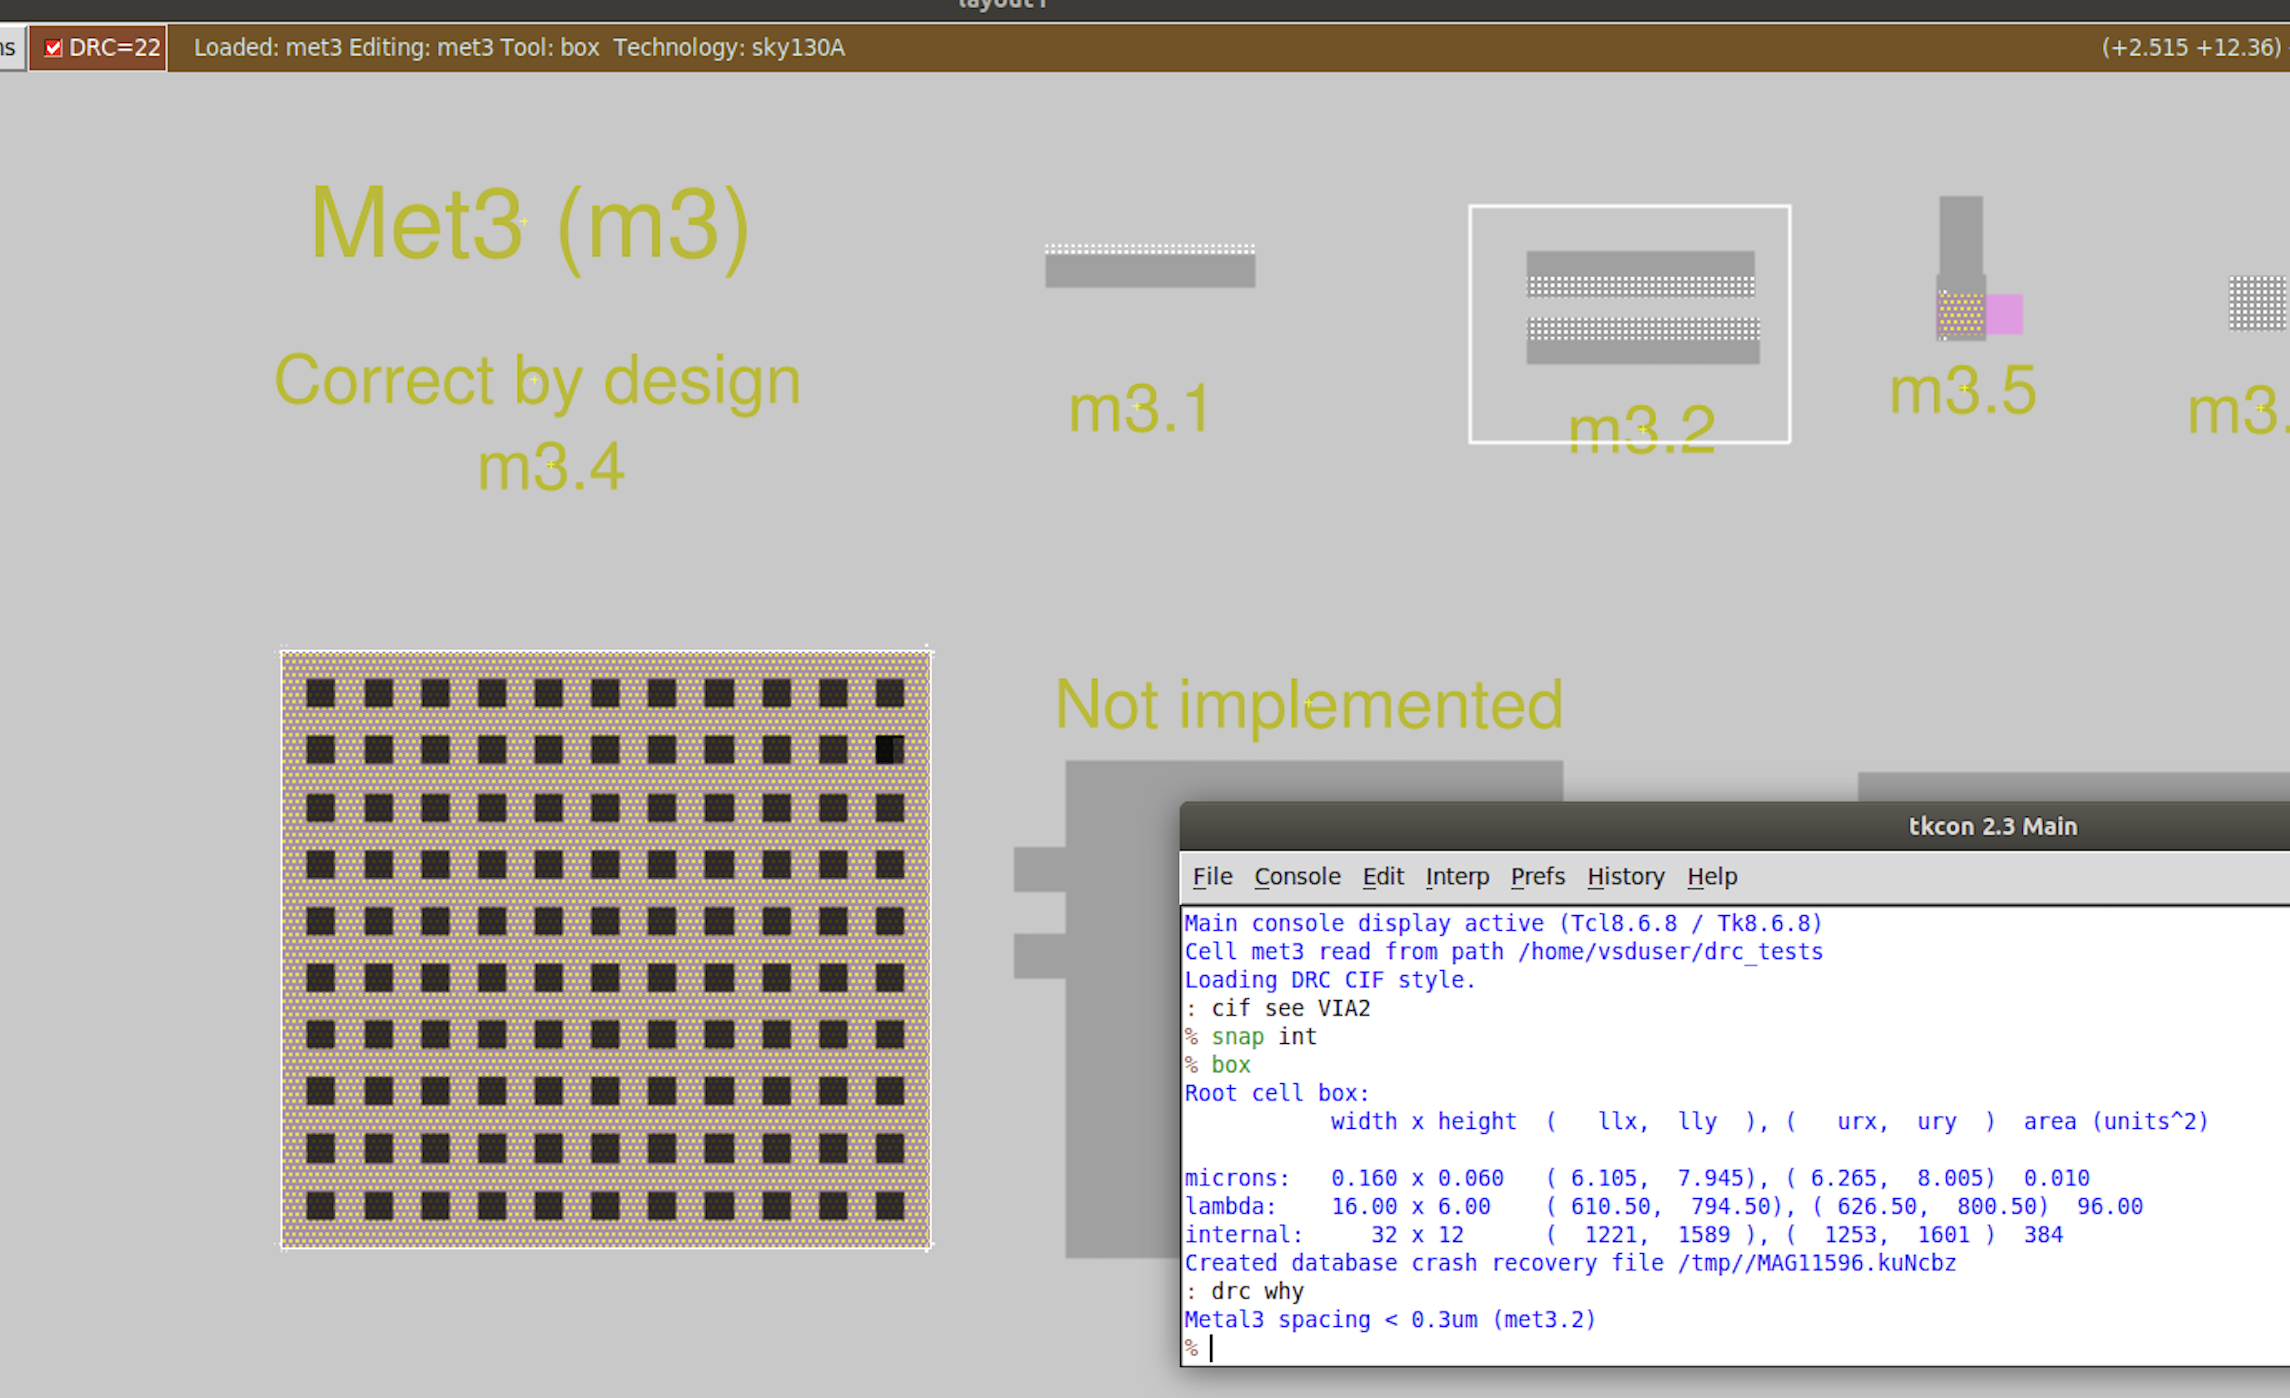 layout1
ns
DRC=22
Loaded: met3 Editing: met3 Tool: box  Technology: sky130A
(+2.515 +12.36)
Met3 (m3)
Correct by design
m3.4
m3.1
m3.2
m3.5
m3.
Not implemented
tkcon 2.3 Main
File Console Edit Interp Prefs History Help
Main console display active (Tcl8.6.8 / Tk8.6.8)
Cell met3 read from path /home/vsduser/drc_tests
Loading DRC CIF style.
: cif see VIA2
% snap int
% box
Root cell box:
width x height  (   llx,  lly  ), (   urx,  ury  )  area (units^2)
microns:   0.160 x 0.060   ( 6.105,  7.945), ( 6.265,  8.005)  0.010
lambda:    16.00 x 6.00    ( 610.50,  794.50), ( 626.50,  800.50)  96.00
internal:     32 x 12      (  1221,  1589 ), (  1253,  1601 )  384
Created database crash recovery file /tmp//MAG11596.kuNcbz
: drc why
Metal3 spacing < 0.3um (met3.2)
%